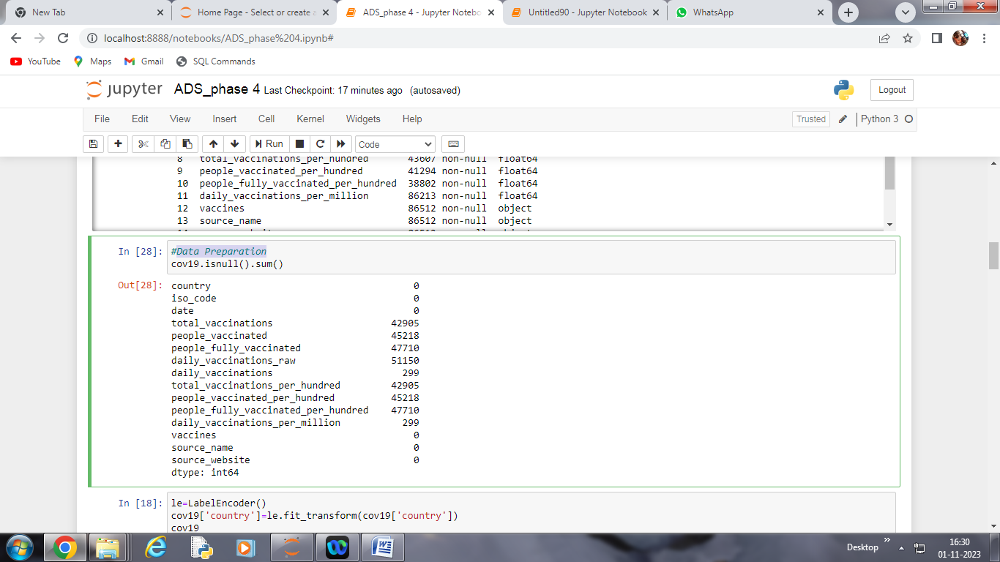 New Tab
Home Page - Select or create a
ADS_phase 4 - Jupyter Notebo
Untitled90 - Jupyter Notebook
WhatsApp
localhost:8888/notebooks/ADS_phase%204.ipynb#
YouTube Maps Gmail SQL Commands
jupyter ADS_phase 4 Last Checkpoint: 17 minutes ago (autosaved)
Logout
File Edit View Insert Cell Kernel Widgets Help
Trusted Python 3
Run Code
8 total_vaccinations_per_hundred 43607 non-null float64
9 people_vaccinated_per_hundred 41294 non-null float64
10 people_fully_vaccinated_per_hundred 38802 non-null float64
11 daily_vaccinations_per_million 86213 non-null float64
12 vaccines 86512 non-null object
13 source_name 86512 non-null object
In [28]: #Data Preparation
cov19.isnull().sum()
Out[28]: country 0
iso_code 0
date 0
total_vaccinations 42905
people_vaccinated 45218
people_fully_vaccinated 47710
daily_vaccinations_raw 51150
daily_vaccinations 299
total_vaccinations_per_hundred 42905
people_vaccinated_per_hundred 45218
people_fully_vaccinated_per_hundred 47710
daily_vaccinations_per_million 299
vaccines 0
source_name 0
source_website 0
dtype: int64
In [18]: le=LabelEncoder()
cov19['country']=le.fit_transform(cov19['country'])
cov19
Desktop
16:30
01-11-2023